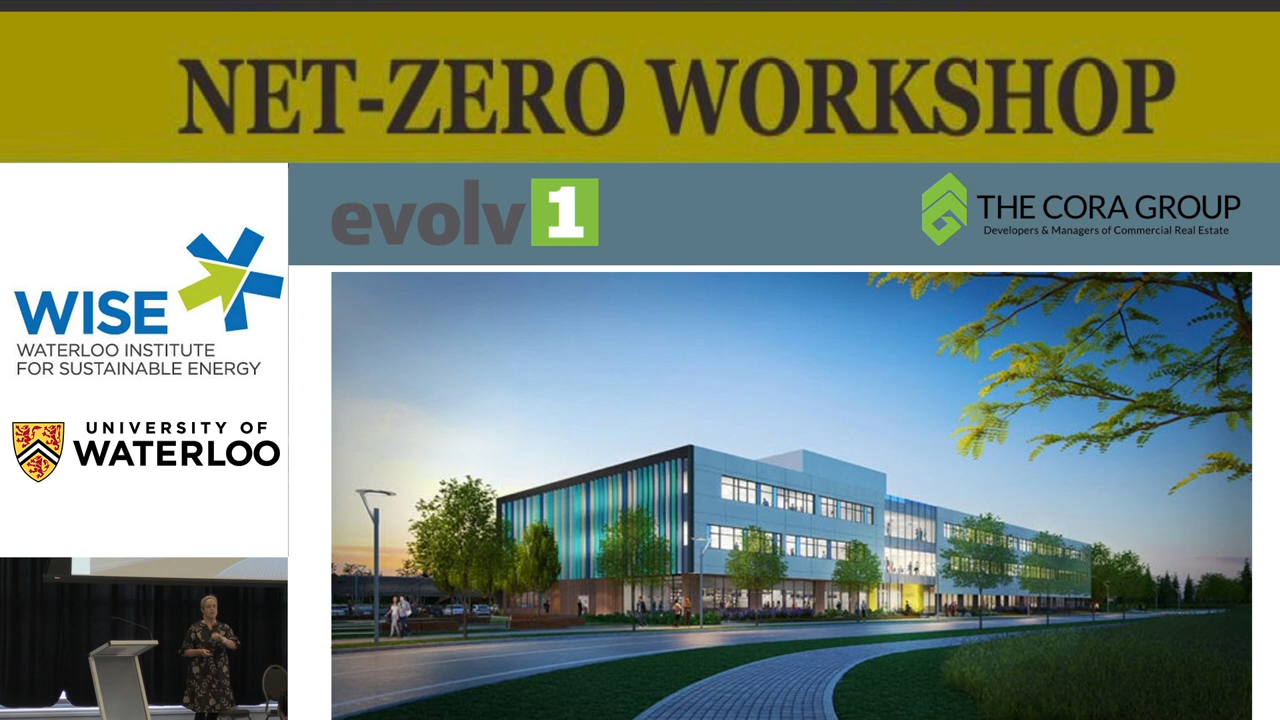 NET-ZERO WORKSHOP
evolv1
THE CORA GROUP
Developers & Managers of Commercial Real Estate
WISE
WATERLOO INSTITUTE
FOR SUSTAINABLE ENERGY
UNIVERSITY OF
WATERLOO